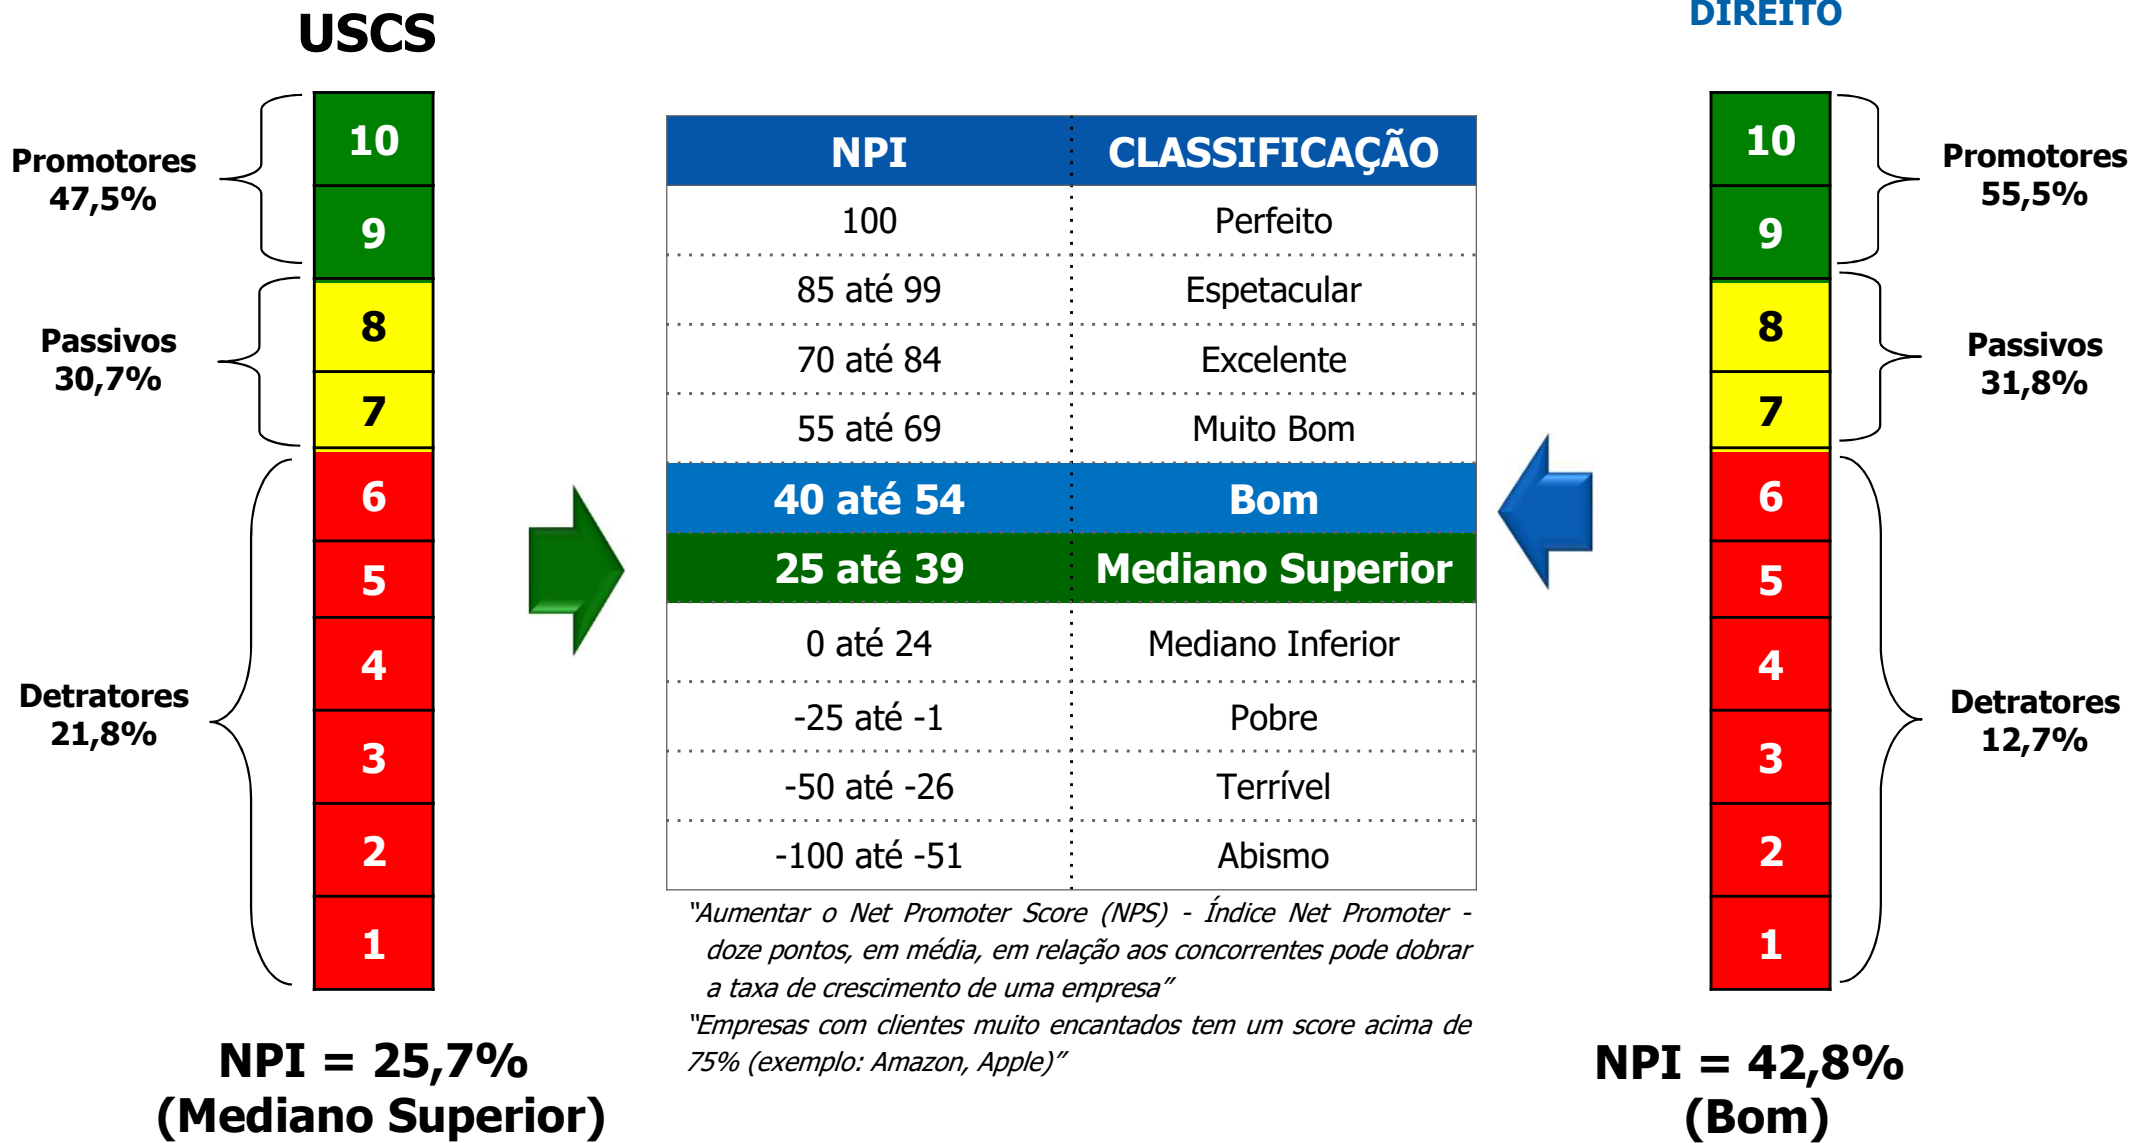 USCS
DIREITO
10
9
8
7
6
5
4
3
2
1
Promotores
47,5%
Passivos
30,7%
Detratores
21,8%
NPI = 25,7%
(Mediano Superior)
NPI CLASSIFICAÇÃO
100 Perfeito
85 até 99 Espetacular
70 até 84 Excelente
55 até 69 Muito Bom
40 até 54 Bom
25 até 39 Mediano Superior
0 até 24 Mediano Inferior
-25 até -1 Pobre
-50 até -26 Terrível
-100 até -51 Abismo
"Aumentar o Net Promoter Score (NPS) - Índice Net Promoter -
doze pontos, em média, em relação aos concorrentes pode dobrar
a taxa de crescimento de uma empresa"
"Empresas com clientes muito encantados tem um score acima de
75% (exemplo: Amazon, Apple)"
10
9
8
7
6
5
4
3
2
1
Promotores
55,5%
Passivos
31,8%
Detratores
12,7%
NPI = 42,8%
(Bom)